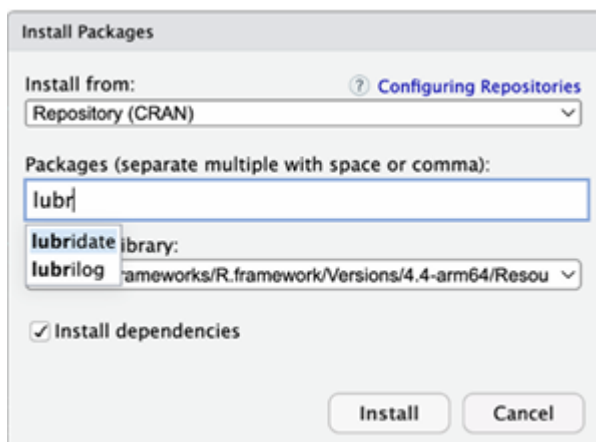 Install Packages
Install from:
? Configuring Repositories
Repository (CRAN)
Packages (separate multiple with space or comma):
lubr
lubridate
ibrary:
lubrilog
rameworks/R.framework/Versions/4.4-arm64/Resou
Install dependencies
Install
Cancel